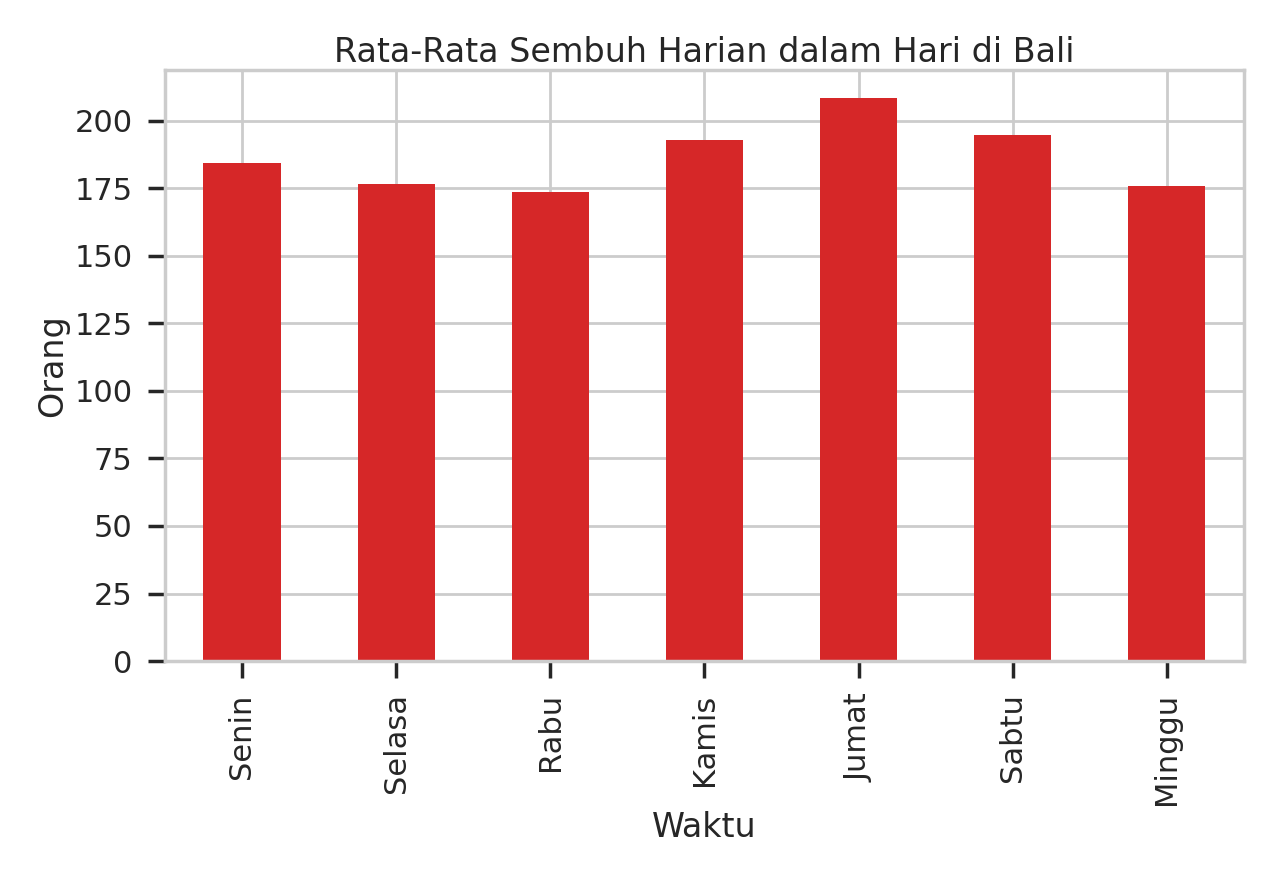 Rata-Rata Sembuh Harian dalam Hari di Bali
Orang
200
175
150
125
100
75
50
25
0
Senin
Selasa
Rabu
Kamis
Jumat
Sabtu
Minggu
Waktu